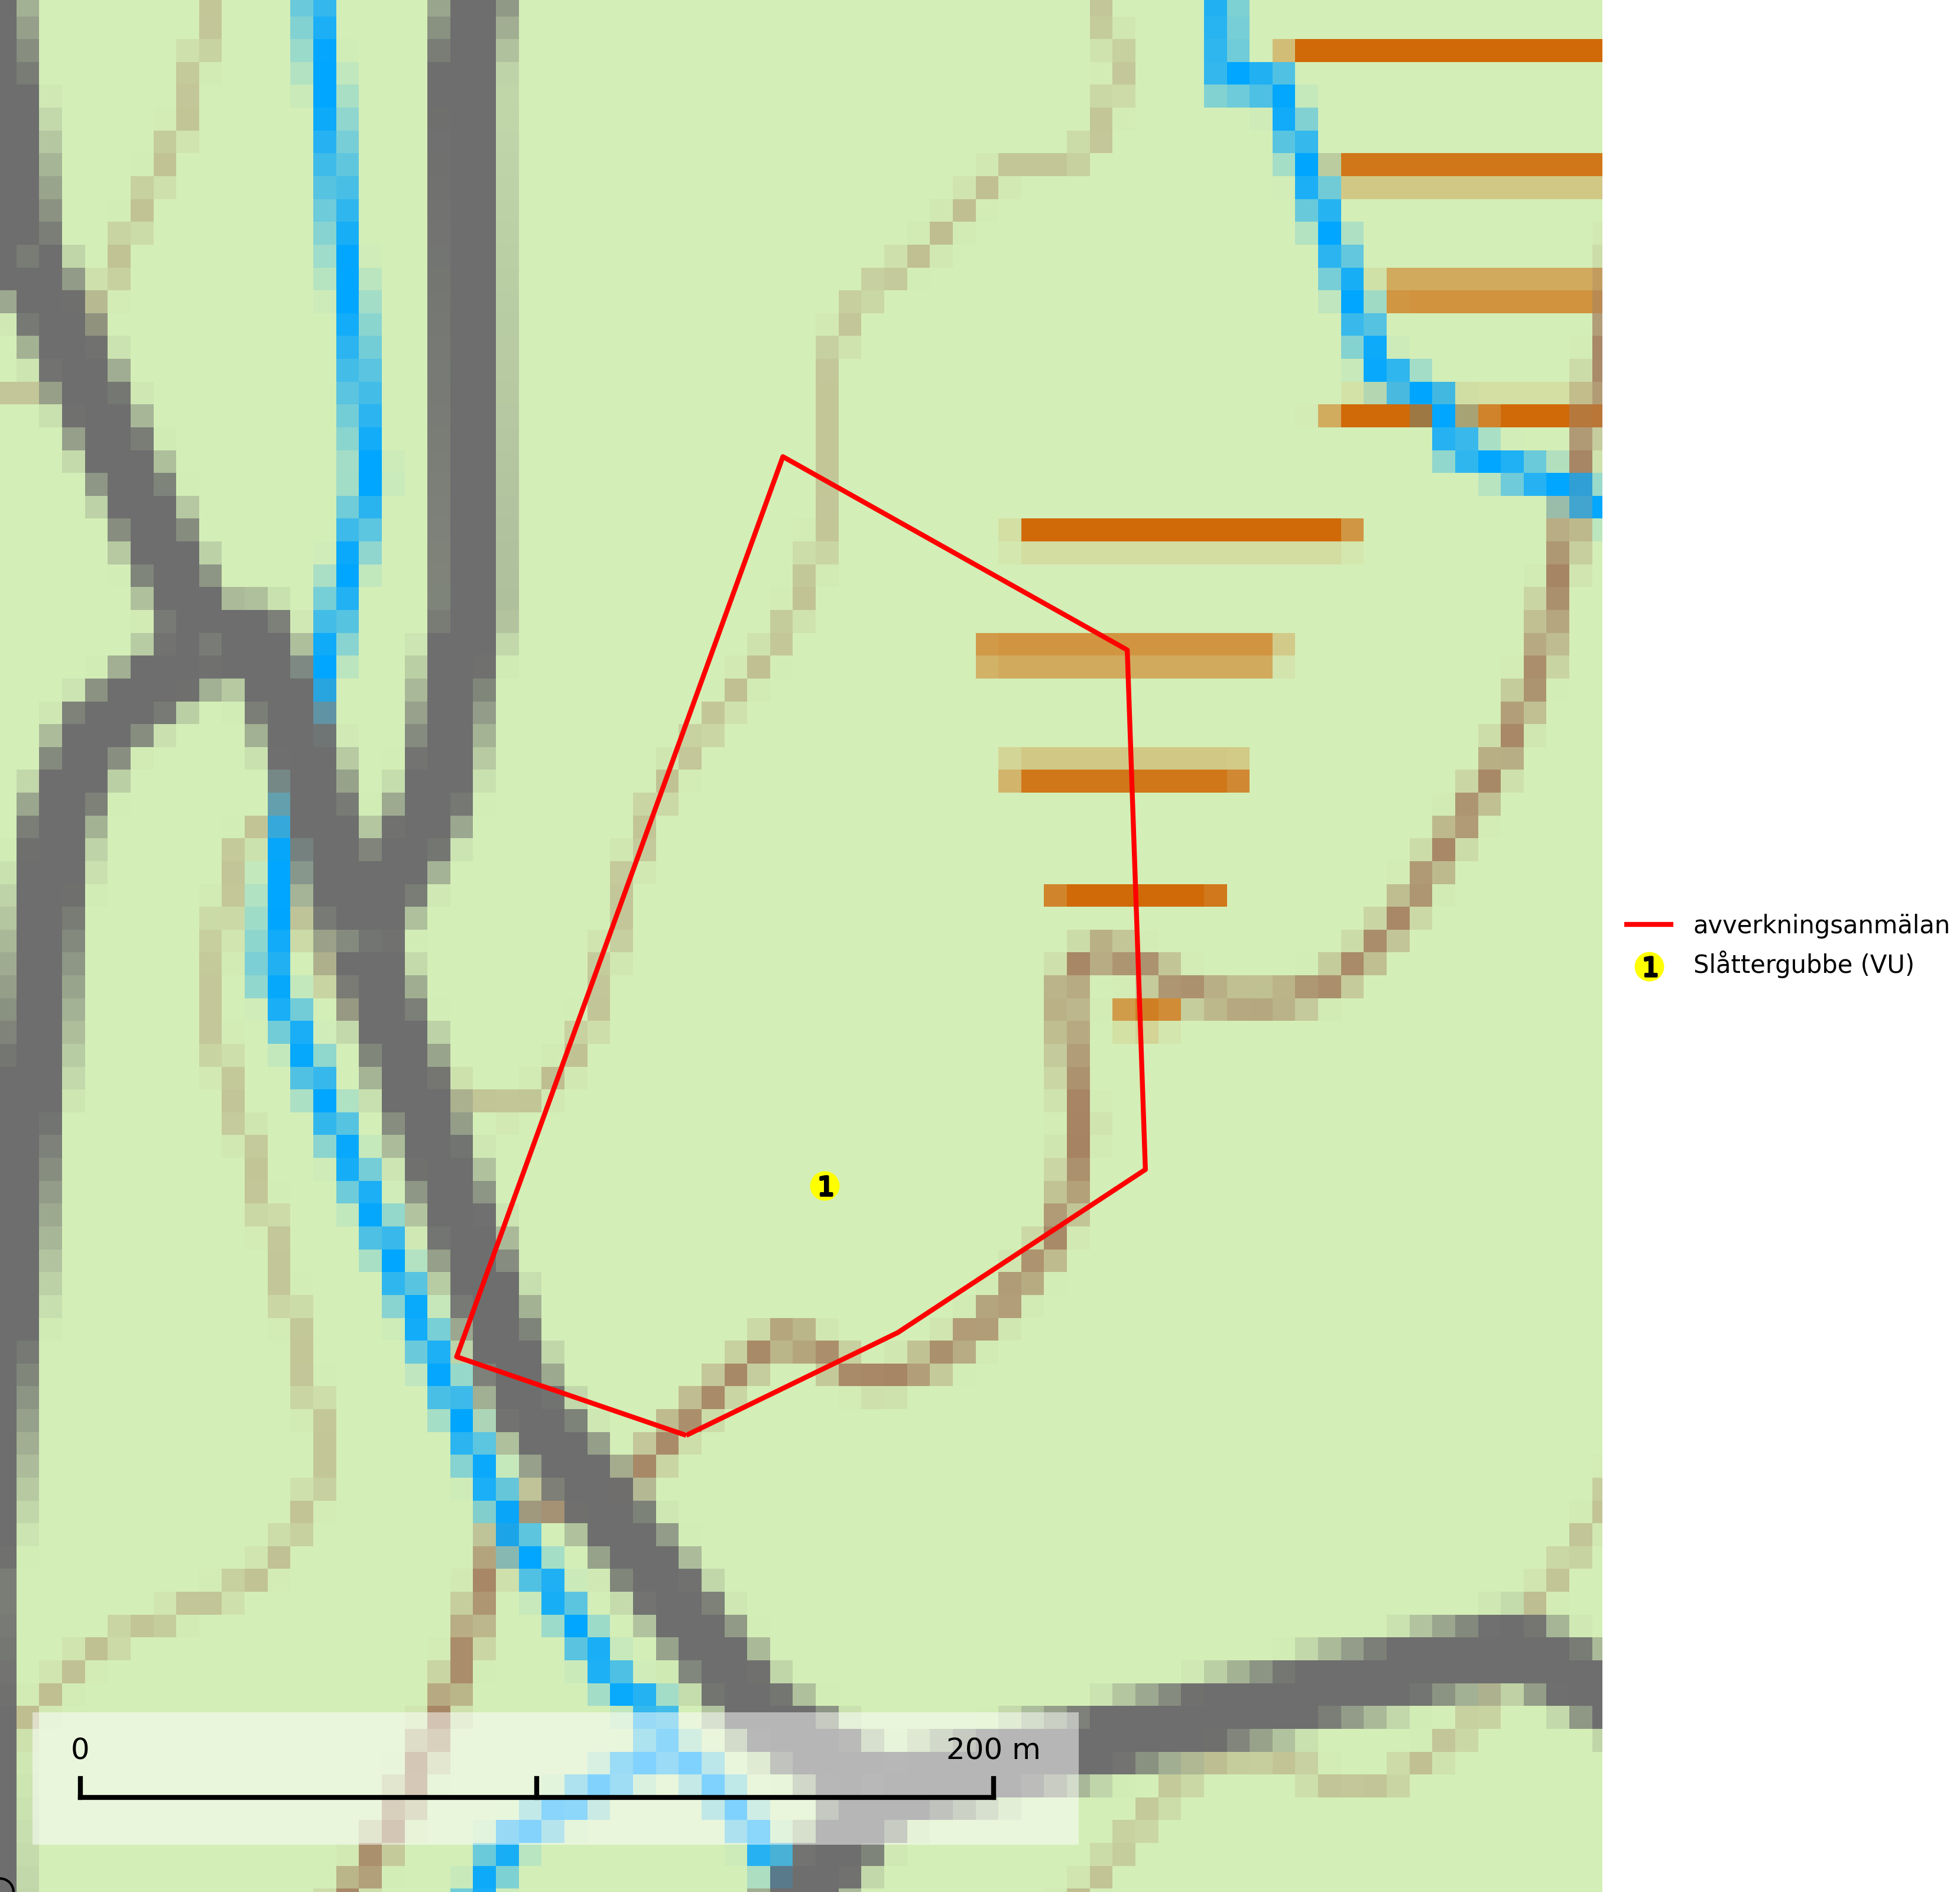 1
avverkningsanmälan
1 Slåttergubbe (VU)
0 200 m